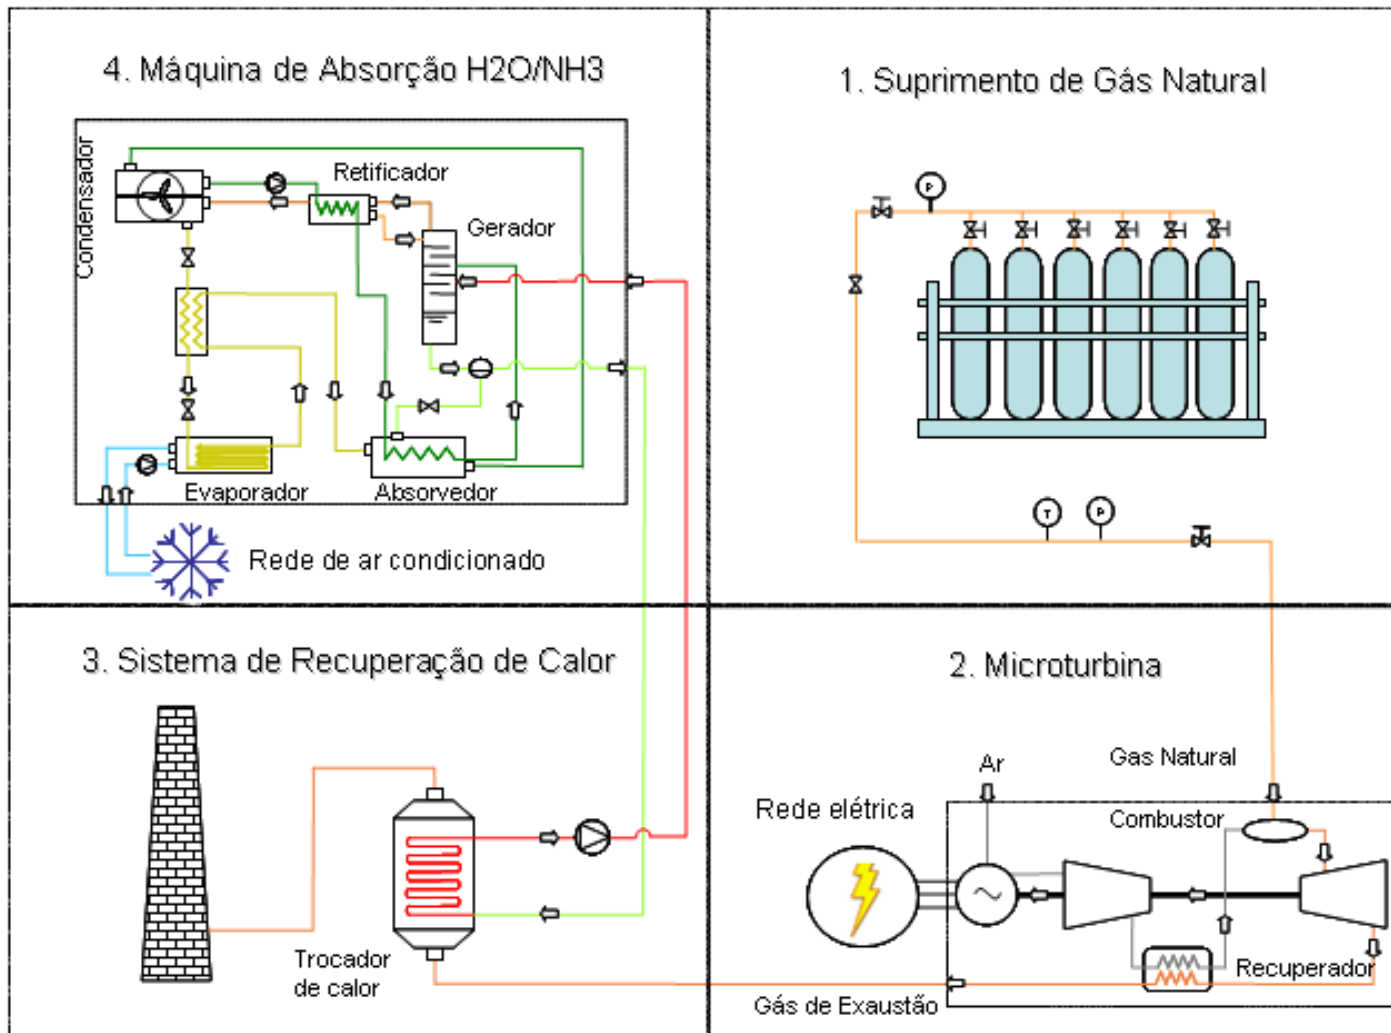 4. Máquina de Absorção H2O/NH3
Condensador
Retificador
Gerador
Evaporador
Absorvedor
Rede de ar condicionado
1. Suprimento de Gás Natural
P
T
P
3. Sistema de Recuperação de Calor
Trocador
de calor
2. Microturbina
Ar
Gas Natural
Rede elétrica
Combustor
Recuperador
Gás de Exaustão